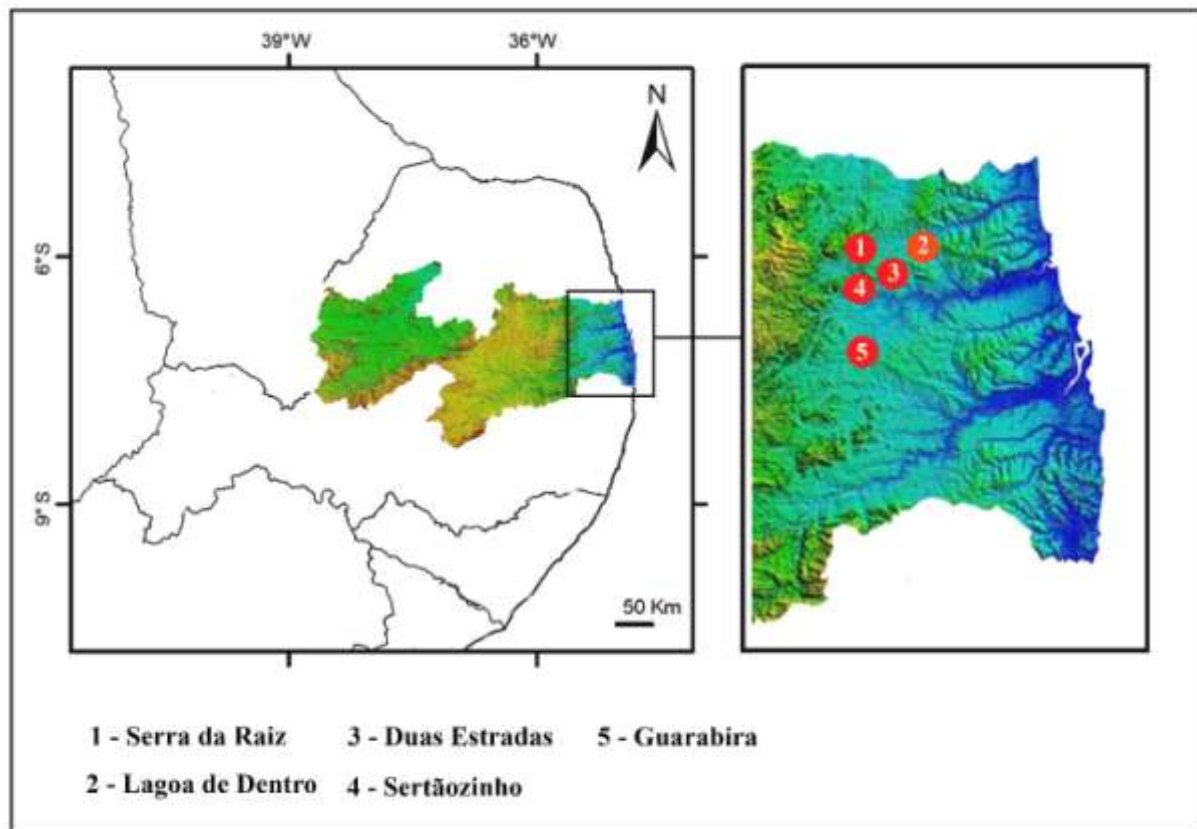 39°W 36°W
N
6°S
9°S
50 Km
1 2
3
4
5
1 - Serra da Raiz 3 - Duas Estradas 5 - Guarabira
2 - Lagoa de Dentro 4 - Sertãozinho